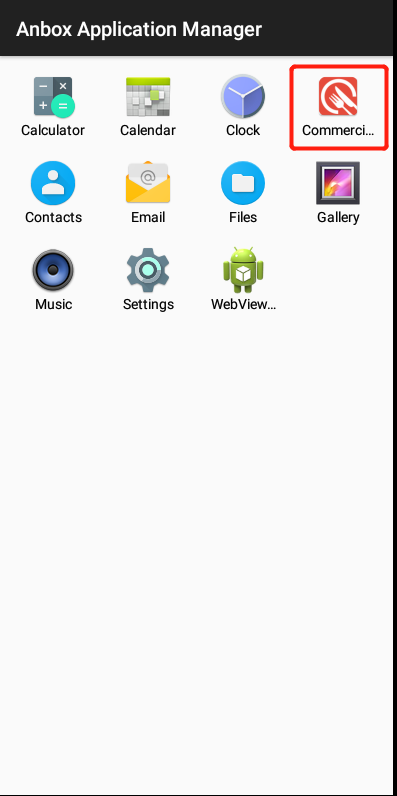 Anbox Application Manager
Calculator Calendar Clock Commerci...
Contacts Email Files Gallery
Music Settings WebView...